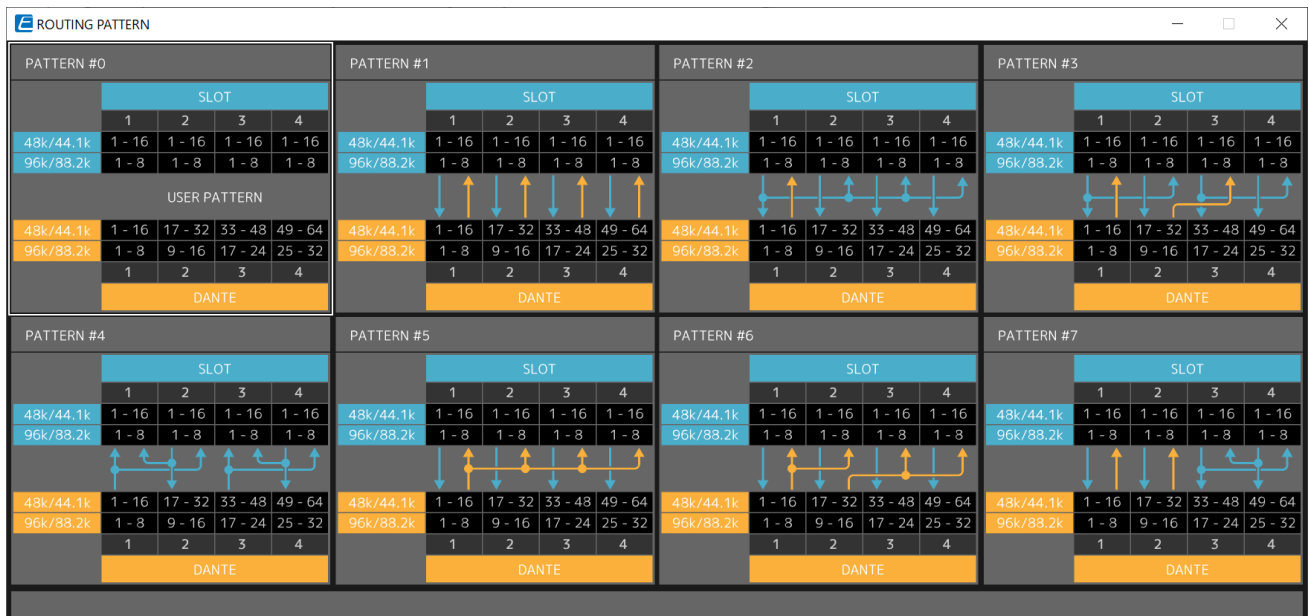 ROUTING PATTERN
PATTERN #0
SLOT
1 2 3 4
48k/44.1k 1 - 16 1 - 16 1 - 16 1 - 16
96k/88.2k 1 - 8 1 - 8 1 - 8 1 - 8
USER PATTERN
48k/44.1k 1 - 16 17 - 32 33 - 48 49 - 64
96k/88.2k 1 - 8 9 - 16 17 - 24 25 - 32
1 2 3 4
DANTE
PATTERN #1
SLOT
1 2 3 4
48k/44.1k 1 - 16 1 - 16 1 - 16 1 - 16
96k/88.2k 1 - 8 1 - 8 1 - 8 1 - 8
48k/44.1k 1 - 16 17 - 32 33 - 48 49 - 64
96k/88.2k 1 - 8 9 - 16 17 - 24 25 - 32
1 2 3 4
DANTE
PATTERN #2
SLOT
1 2 3 4
48k/44.1k 1 - 16 1 - 16 1 - 16 1 - 16
96k/88.2k 1 - 8 1 - 8 1 - 8 1 - 8
48k/44.1k 1 - 16 17 - 32 33 - 48 49 - 64
96k/88.2k 1 - 8 9 - 16 17 - 24 25 - 32
1 2 3 4
DANTE
PATTERN #3
SLOT
1 2 3 4
48k/44.1k 1 - 16 1 - 16 1 - 16 1 - 16
96k/88.2k 1 - 8 1 - 8 1 - 8 1 - 8
48k/44.1k 1 - 16 17 - 32 33 - 48 49 - 64
96k/88.2k 1 - 8 9 - 16 17 - 24 25 - 32
1 2 3 4
DANTE
PATTERN #4
SLOT
1 2 3 4
48k/44.1k 1 - 16 1 - 16 1 - 16 1 - 16
96k/88.2k 1 - 8 1 - 8 1 - 8 1 - 8
48k/44.1k 1 - 16 17 - 32 33 - 48 49 - 64
96k/88.2k 1 - 8 9 - 16 17 - 24 25 - 32
1 2 3 4
DANTE
PATTERN #5
SLOT
1 2 3 4
48k/44.1k 1 - 16 1 - 16 1 - 16 1 - 16
96k/88.2k 1 - 8 1 - 8 1 - 8 1 - 8
48k/44.1k 1 - 16 17 - 32 33 - 48 49 - 64
96k/88.2k 1 - 8 9 - 16 17 - 24 25 - 32
1 2 3 4
DANTE
PATTERN #6
SLOT
1 2 3 4
48k/44.1k 1 - 16 1 - 16 1 - 16 1 - 16
96k/88.2k 1 - 8 1 - 8 1 - 8 1 - 8
48k/44.1k 1 - 16 17 - 32 33 - 48 49 - 64
96k/88.2k 1 - 8 9 - 16 17 - 24 25 - 32
1 2 3 4
DANTE
PATTERN #7
SLOT
1 2 3 4
48k/44.1k 1 - 16 1 - 16 1 - 16 1 - 16
96k/88.2k 1 - 8 1 - 8 1 - 8 1 - 8
48k/44.1k 1 - 16 17 - 32 33 - 48 49 - 64
96k/88.2k 1 - 8 9 - 16 17 - 24 25 - 32
1 2 3 4
DANTE